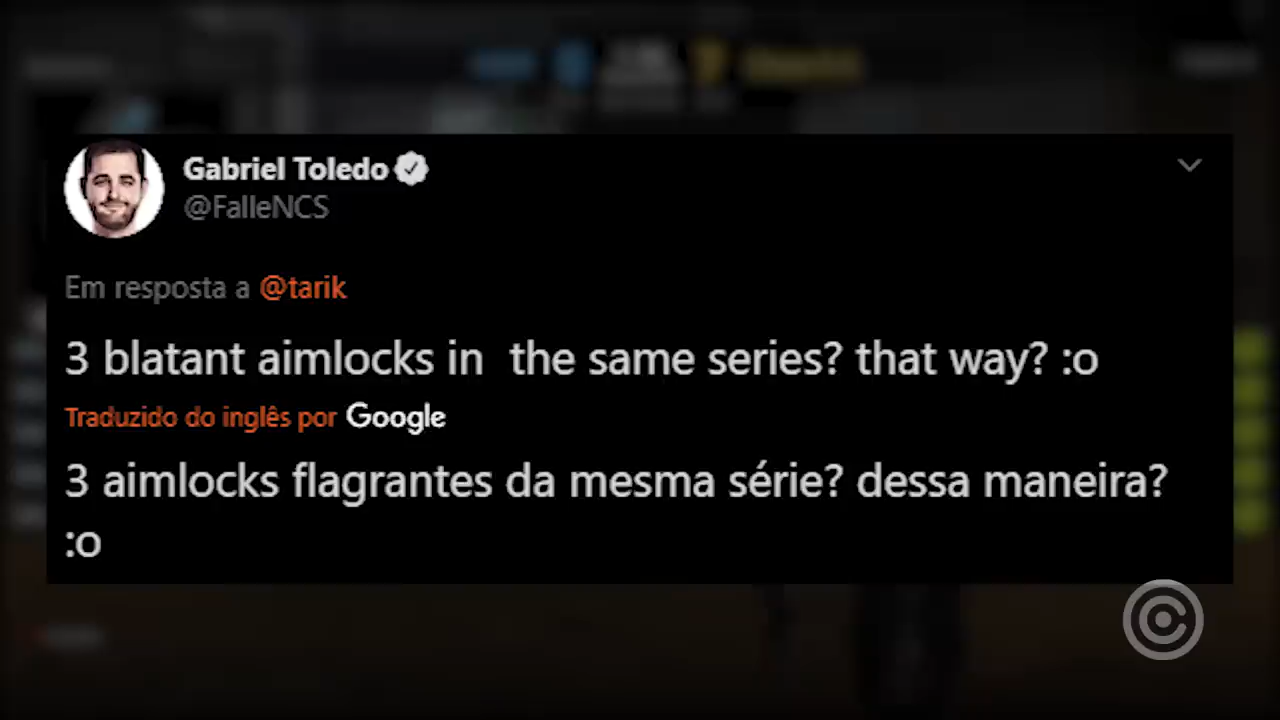 Gabriel Toledo
@FalleNCS
Em resposta a @tarik
3 blatant aimlocks in the same series? that way? :o
Traduzido do inglês por Google
3 aimlocks flagrantes da mesma série? dessa maneira?
:o